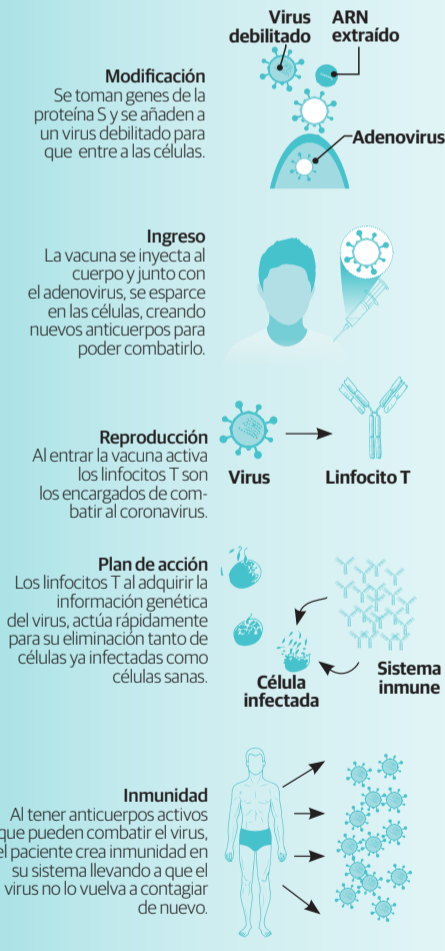 Virus
debilitado
ARN
extraído
Modificación
Se toman genes de la
proteína S y se añaden a
un virus debilitado para
que entre a las células.
Adenovirus
Ingreso
La vacuna se inyecta al
cuerpo y junto con
el adenovirus, se esparce
en las células, creando
nuevos anticuerpos para
poder combatirlo.
Reproducción
Al entrar la vacuna activa
los linfocitos T son
los encargados de com-
batir al coronavirus.
Virus
Linfocito T
Plan de acción
Los linfocitos T al adquirir la
información genética
del virus, actúa rápidamente
para su eliminación tanto de
células ya infectadas como
células sanas.
Célula
infectada
Sistema
inmune
Inmunidad
Al tener anticuerpos activos
que pueden combatir el virus,
el paciente crea inmunidad en
su sistema llevando a que el
virus no lo vuelva a contagiar
de nuevo.